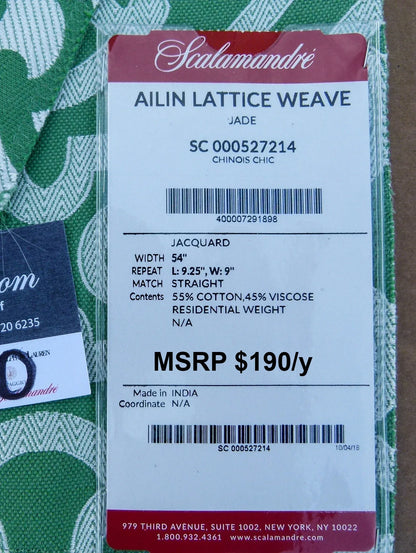 Scalamandré
AILIN LATTICE WEAVE
JADE
SC 000527214
CHINOIS CHIC
400007291898
JACQUARD
WIDTH 54"
REPEAT L: 9.25", W: 9"
MATCH STRAIGHT
Contents 55% COTTON,45% VISCOSE
RESIDENTIAL WEIGHT
N/A
MSRP $190/y
Made in INDIA
Coordinate N/A
SC 000527214
10/04/18
979 THIRD AVENUE, SUITE 1002, NEW YORK, NY 10022
1.800.932.4361 www.scalamandre.com
om
f
20 6235
LAUREN